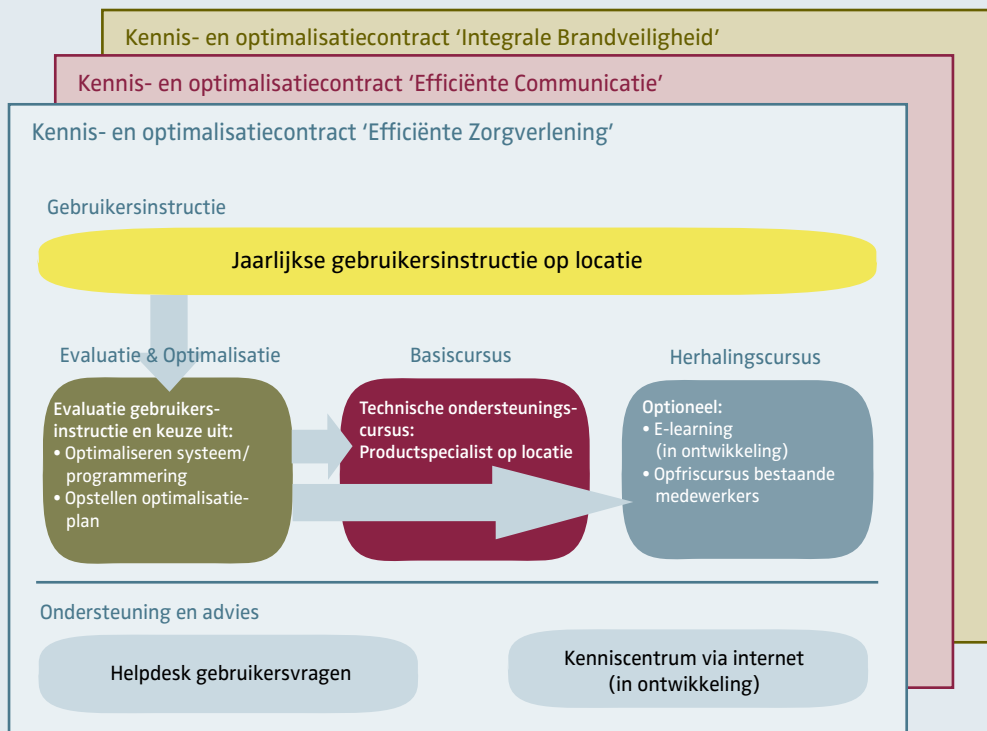 Kennis- en optimalisatiecontract ‘Integrale Brandveiligheid’
Kennis- en optimalisatiecontract ‘Efficiënte Communicatie’
Kennis- en optimalisatiecontract ‘Efficiënte Zorgverlening’
Gebruikersinstructie
Jaarlijkse gebruikersinstructie op locatie
Evaluatie & Optimalisatie
Evaluatie gebruikers-
instructie en keuze uit:
• Optimaliseren systeem/
programmering
• Opstellen optimalisatie-
plan
Basiscursus
Technische ondersteunings-
cursus:
Productspecialist op locatie
Herhalingscursus
Optioneel:
• E-learning
(in ontwikkeling)
• Opfriscursus bestaande
medewerkers
Ondersteuning en advies
Helpdesk gebruikersvragen
Kenniscentrum via internet
(in ontwikkeling)